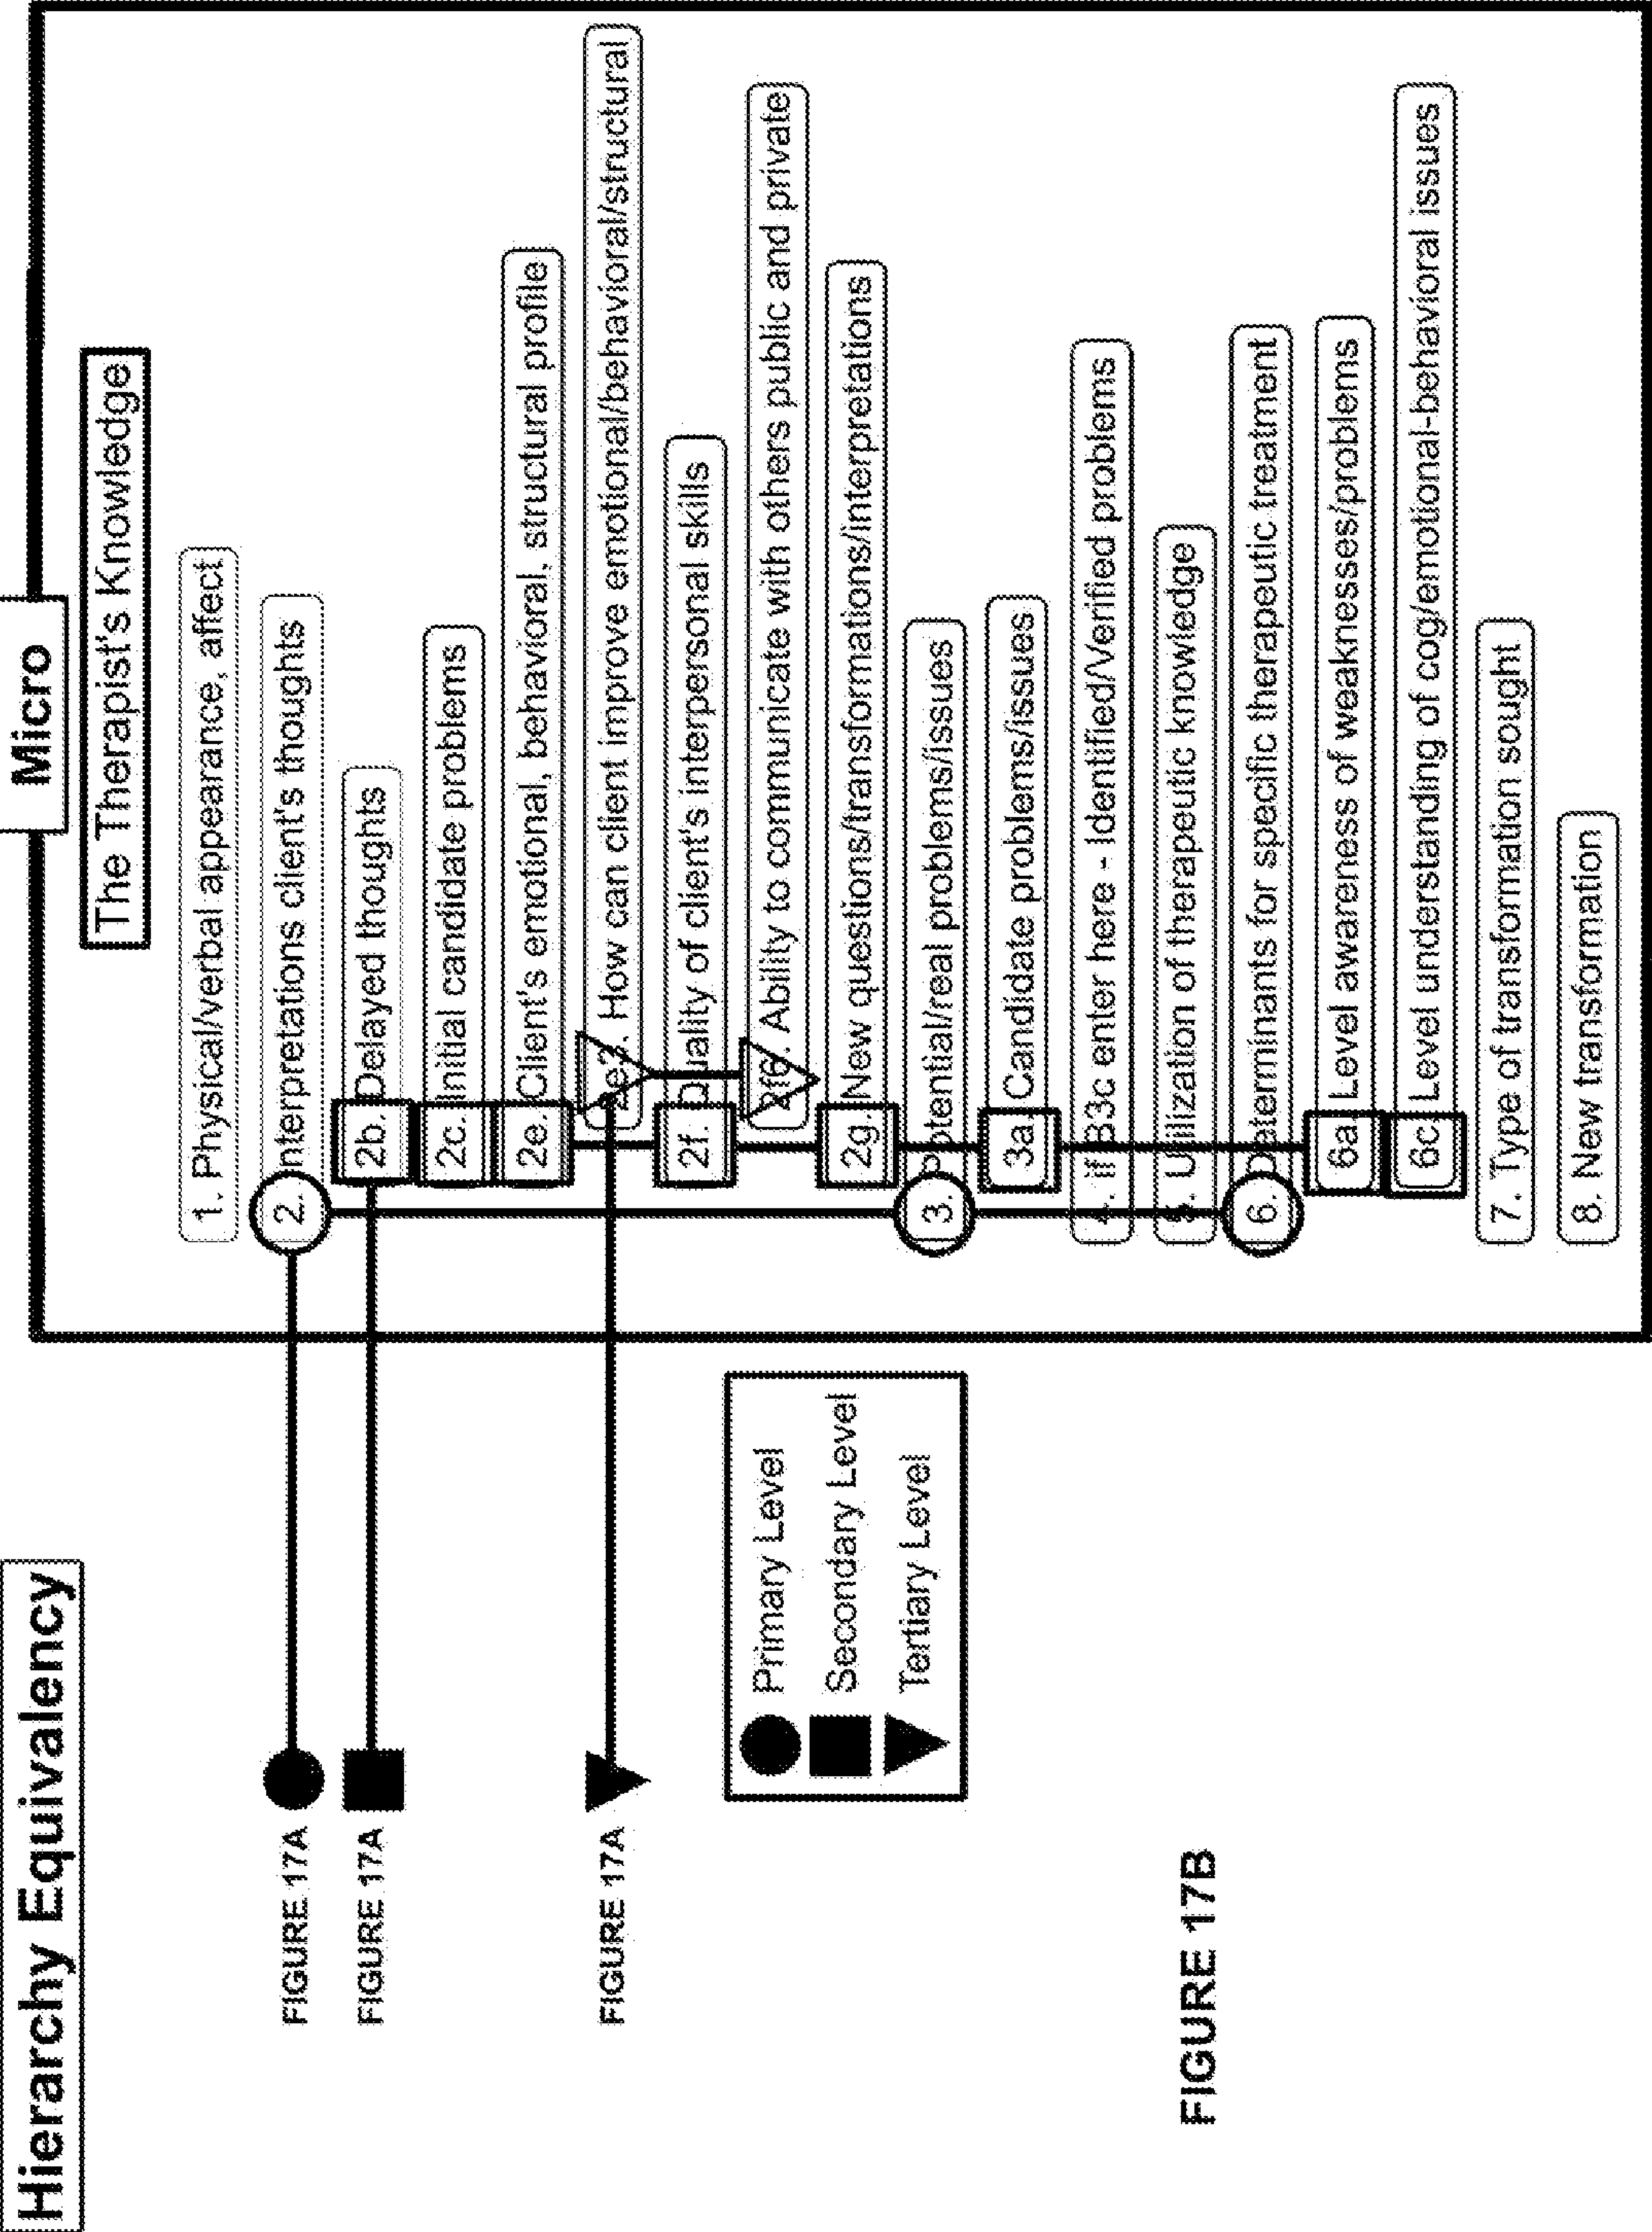 Hierarchy Equivalency
Micro
The Therapist's Knowledge
1. Physical/verbal appearance, affect
2. Interpretations client's thoughts
2b. Delayed thoughts
2c. Initial candidate problems
2e. Client's emotional, behavioral, structural profile
How can client improve emotional/behavioral/structural
2f. Quality of client's interpersonal skills
2f6. Ability to communicate with others public and private
2g. New questions/transformations/interpretations
3. Potential/real problems/issues
3a. Candidate problems/issues
4. if B3c enter here - Identified/Verified problems
5. Utilization of therapeutic knowledge
6. Determinants for specific therapeutic treatment
6a. Level awareness of weaknesses/problems
6c. Level understanding of cog/emotional-behavioral issues
7. Type of transformation sought
8. New transformation
FIGURE 17A
FIGURE 17A
FIGURE 17A
Primary Level
Secondary Level
Tertiary Level
FIGURE 17B